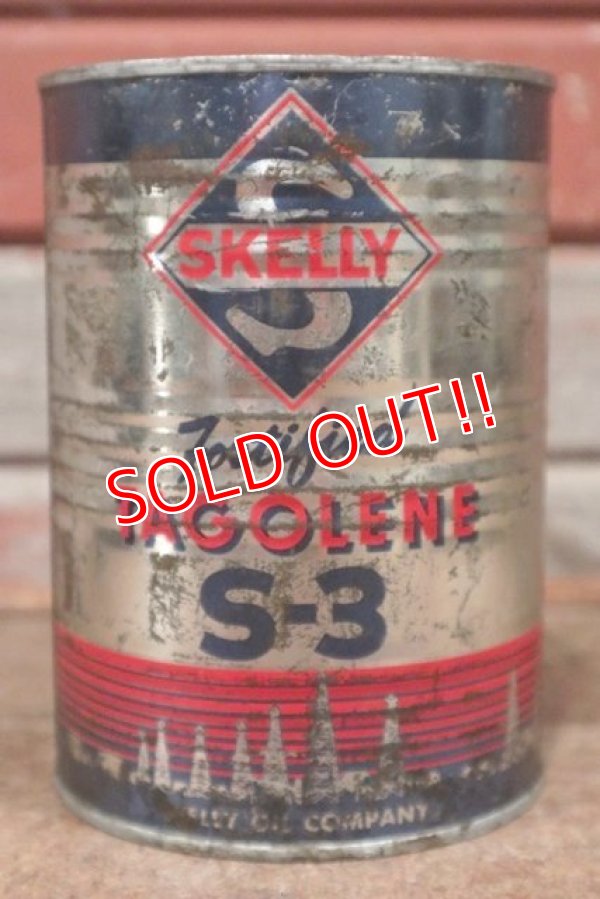 S
SKELLY
Fortified
SOLD OUT!!
TAGOLENE
S-3
OIL COMPANY